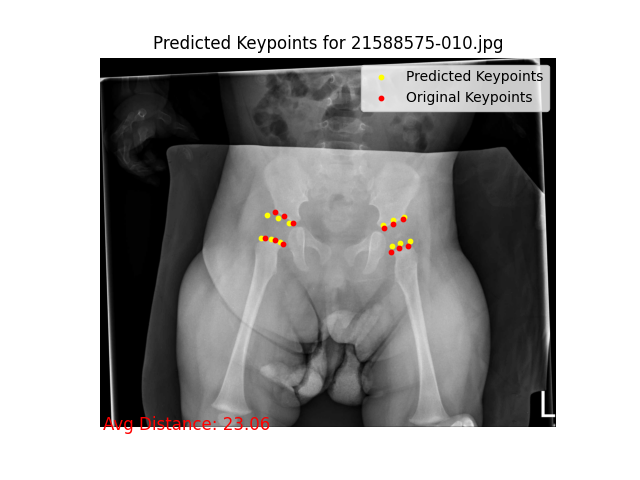 Predicted Keypoints for 21588575-010.jpg
Predicted Keypoints
Original Keypoints
L
Avg Distance: 23.06